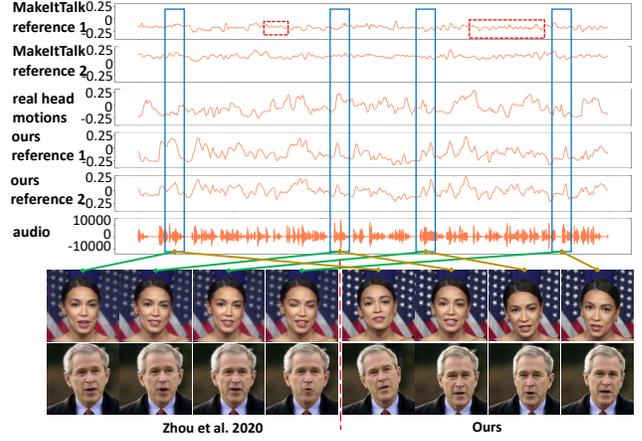 MakeItTalk 0.25
reference 1 0
-0.25
MakeItTalk 0.25
reference 2 0
-0.25
real head 0.25
motions 0
-0.25
ours 0.25
reference 1 0
-0.25
ours 0.25
reference 2 0
-0.25
10000
audio 0
-10000
Zhou et al. 2020 Ours